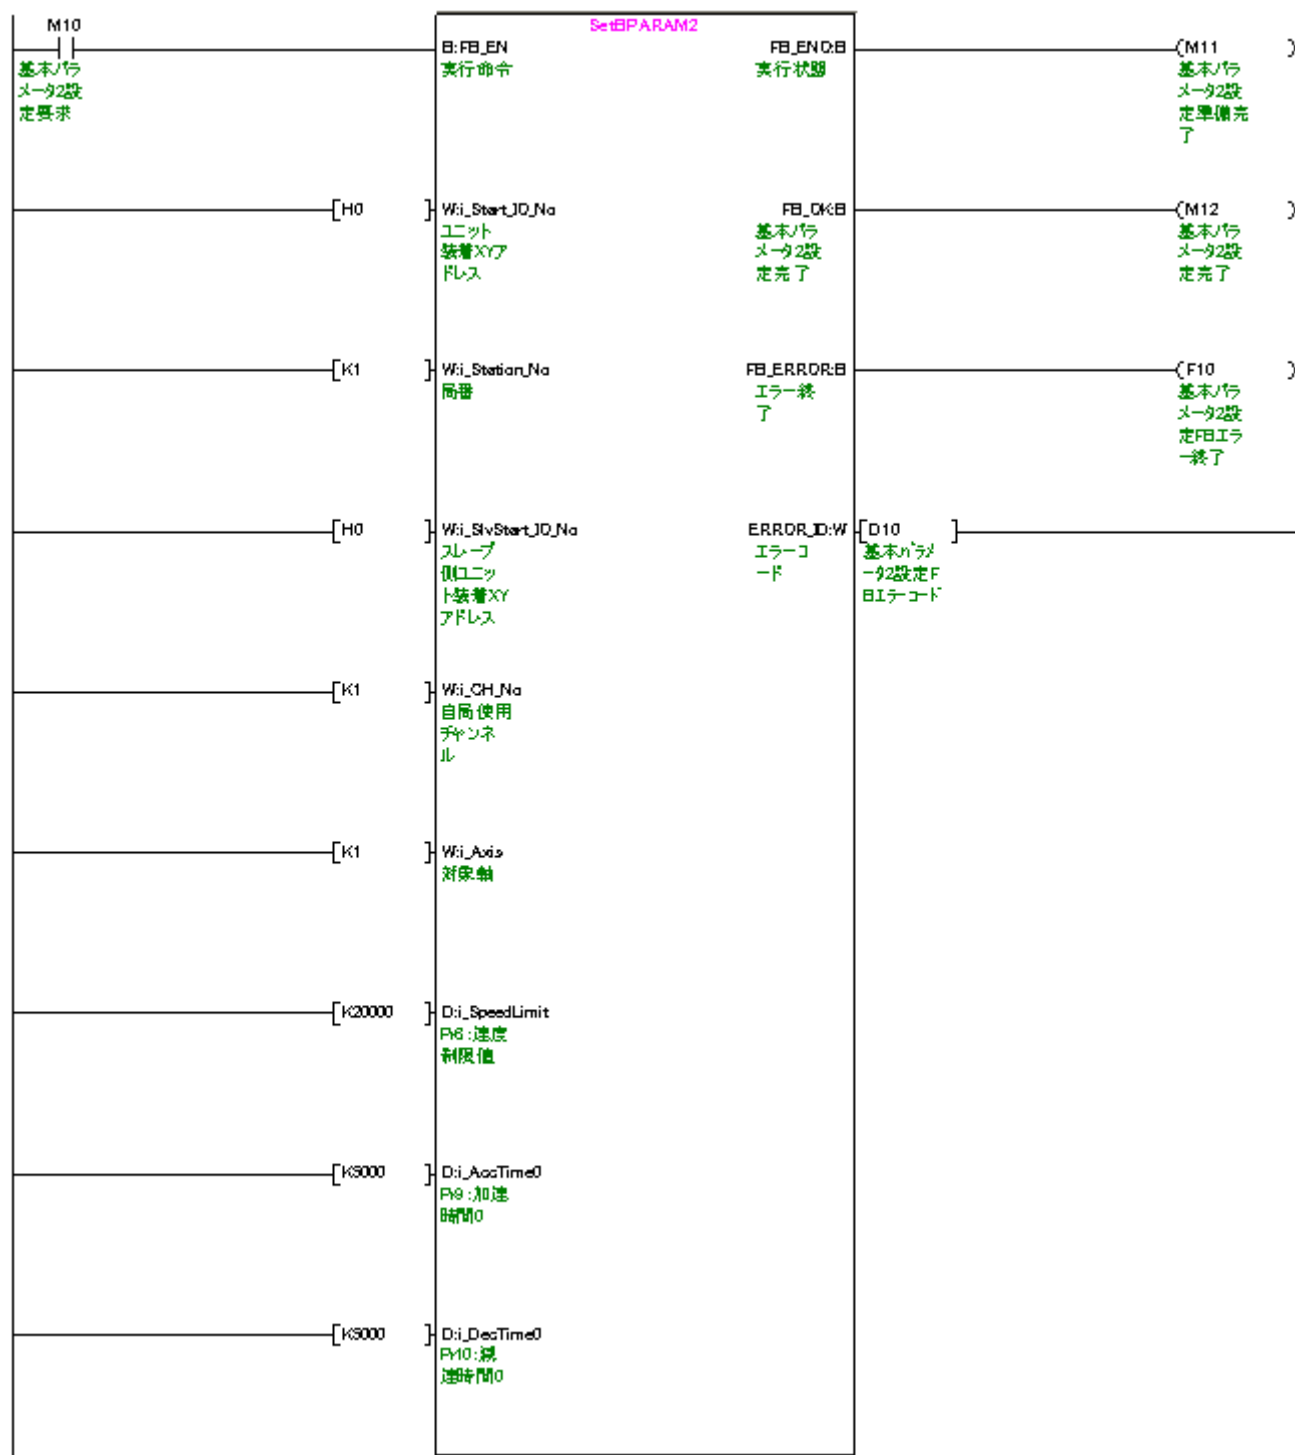 SetBPARAM2
M10
基本パラ
メータ2設
定要求
B:FB_EN
実行命令
FB_ENO:B
実行状態
(M11 )
基本パラ
メータ2設
定準備完
了
[H0 ]
W:i_Start_IO_No
ユニット
装着XYア
ドレス
FB_OK:B
基本パラ
メータ2設
定完了
(M12 )
基本パラ
メータ2設
定完了
[K1 ]
W:i_Station_No
局番
FB_ERROR:B
エラー終
了
(F10 )
基本パラ
メータ2設
定FBエラ
ー終了
[H0 ]
W:i_SlvStart_IO_No
スレーブ
側ユニッ
ト装着XY
アドレス
ERROR_ID:W
エラーコ
ード
[D10 ]
基本パラメ
ータ2設定F
Bエラーコード
[K1 ]
W:i_CH_No
自局使用
チャンネ
ル
[K1 ]
W:i_Axis
対象軸
[K20000 ]
D:i_SpeedLimit
Pr.8:速度
制限値
D:i_AccTime0
Pr.9:加速
時間0
D:i_DecTime0
Pr.10:減
速時間0